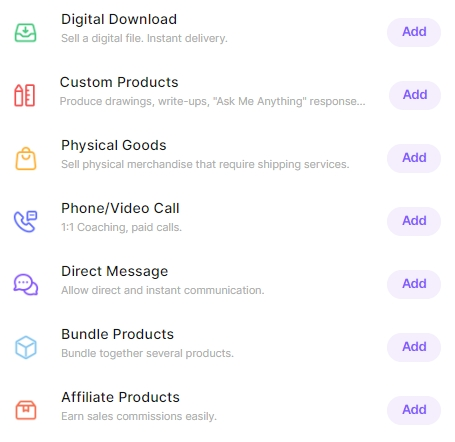 Digital Download
Sell a digital file. Instant delivery.
Add
Custom Products
Produce drawings, write-ups, "Ask Me Anything" response...
Add
Physical Goods
Sell physical merchandise that require shipping services.
Add
Phone/Video Call
1:1 Coaching, paid calls.
Add
Direct Message
Allow direct and instant communication.
Add
Bundle Products
Bundle together several products.
Add
Affiliate Products
Earn sales commissions easily.
Add